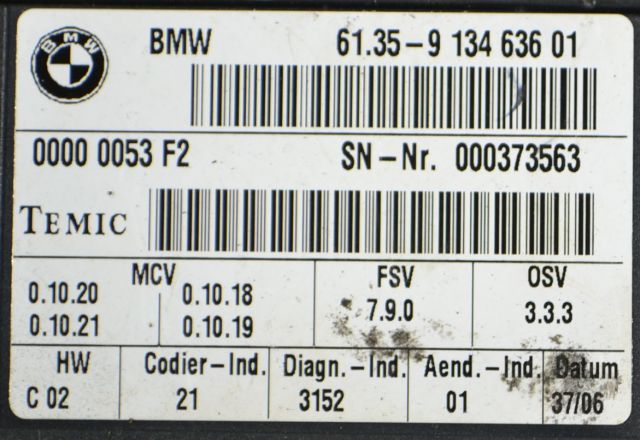 BMW
BMW 61.35-9 134 636 01
0000 0053 F2 SN-Nr. 000373563
TEMIC
MCV FSV OSV
0.10.20 0.10.18 7.9.0 3.3.3
0.10.21 0.10.19
HW Codier-Ind. Diagn.-Ind. Aend.-Ind. Datum
C 02 21 3152 01 37/06